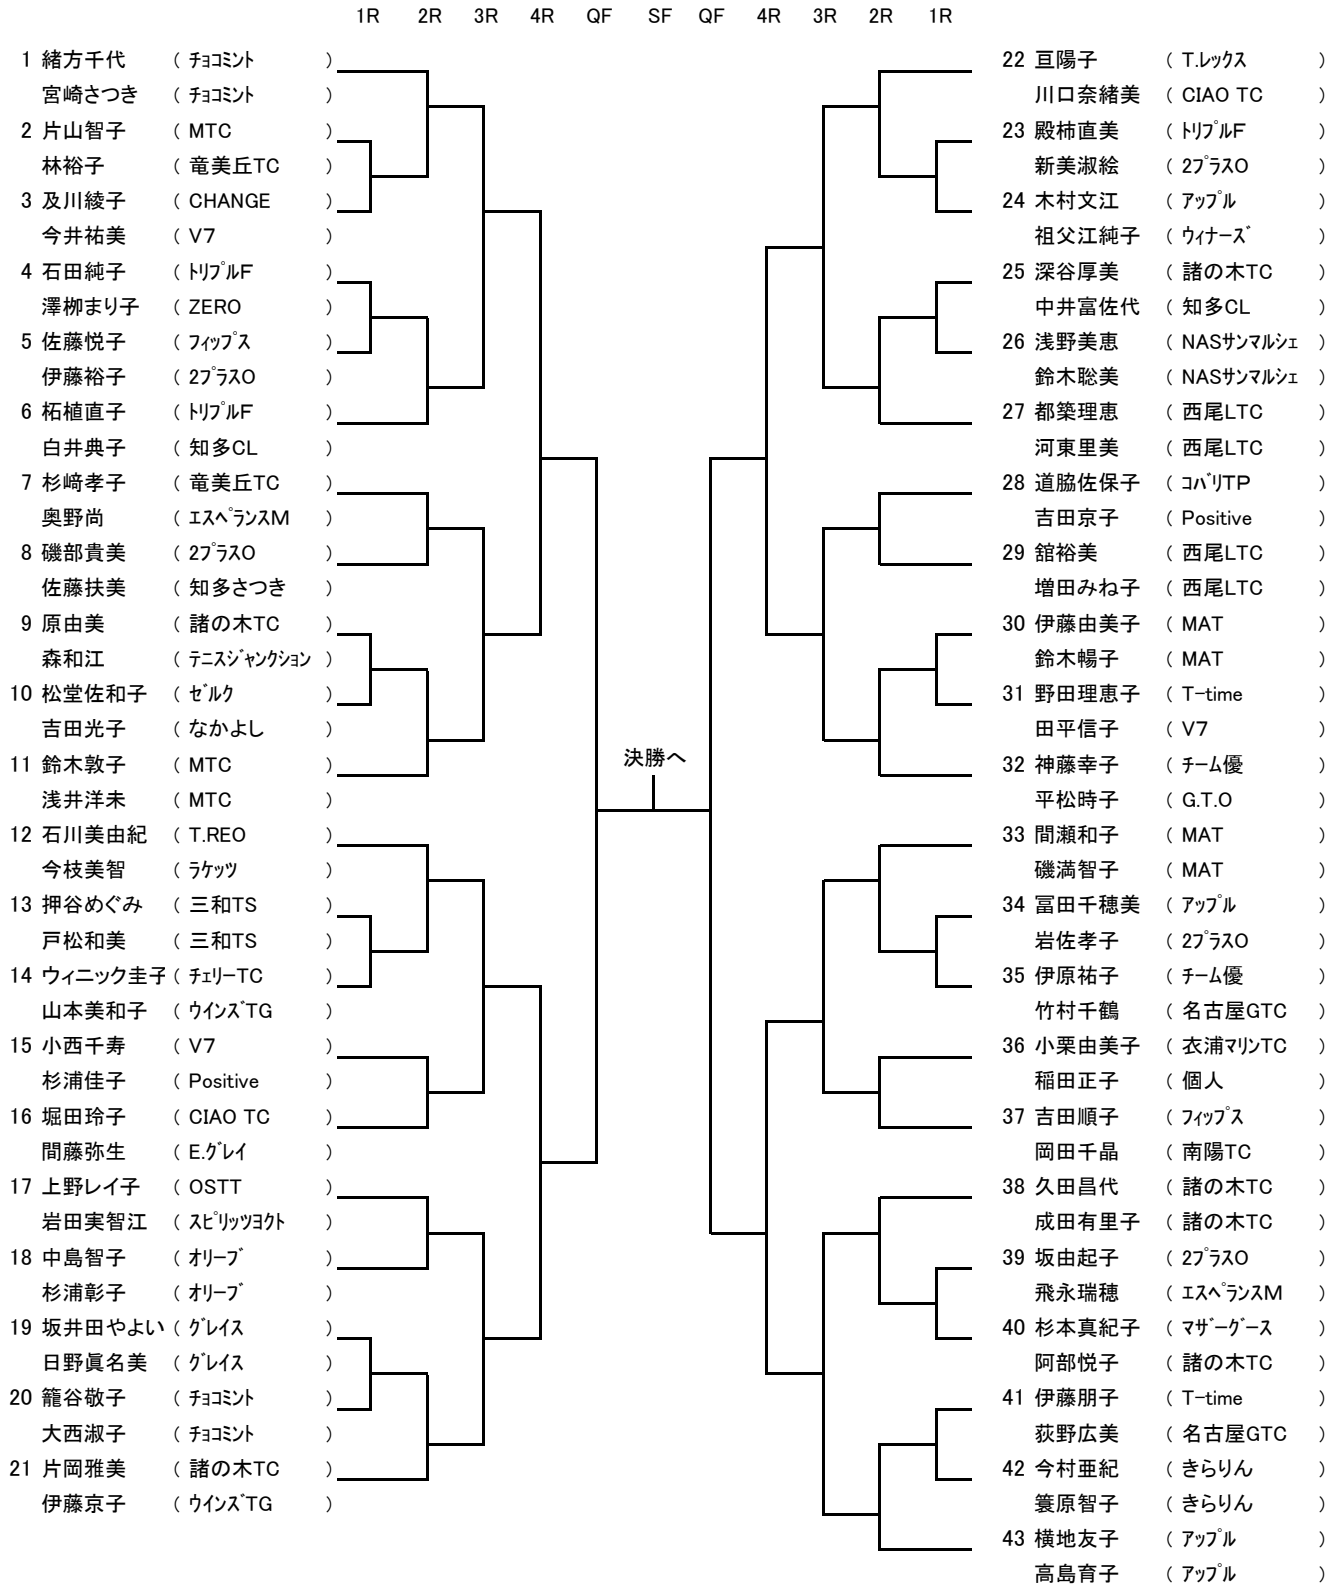 1R 2R 3R 4R QF SF QF 4R 3R 2R 1R
1 緒方千代 ( ﾁｮｺﾐﾝﾄ )
宮崎さつき ( ﾁｮｺﾐﾝﾄ )
2 片山智子 ( MTC )
林裕子 ( 竜美丘TC )
3 及川綾子 ( CHANGE )
今井祐美 ( V7 )
4 石田純子 ( ﾄﾘﾌﾟﾙF )
澤栁まり子 ( ZERO )
5 佐藤悦子 ( ﾌｨｯﾌﾟｽ )
伊藤裕子 ( 2ﾌﾟﾗｽO )
6 柘植直子 ( ﾄﾘﾌﾟﾙF )
白井典子 ( 知多CL )
7 杉﨑孝子 ( 竜美丘TC )
奥野尚 ( ｴｽﾍﾟﾗﾝｽM )
8 磯部貴美 ( 2ﾌﾟﾗｽO )
佐藤扶美 ( 知多さつき )
9 原由美 ( 諸の木TC )
森和江 ( ﾃﾆｽｼﾞｬﾝｸｼｮﾝ )
10 松堂佐和子 ( ｾﾞﾙｸ )
吉田光子 ( なかよし )
11 鈴木敦子 ( MTC )
浅井洋未 ( MTC )
12 石川美由紀 ( T.REO )
今枝美智 ( ﾗｹｯﾂ )
13 押谷めぐみ ( 三和TS )
戸松和美 ( 三和TS )
14 ウィニック圭子 ( ﾁｪﾘｰTC )
山本美和子 ( ｳｲﾝｽﾞTG )
15 小西千寿 ( V7 )
杉浦佳子 ( Positive )
16 堀田玲子 ( CIAO TC )
間藤弥生 ( E.ｸﾞﾚｲ )
17 上野レイ子 ( OSTT )
岩田実智江 ( ｽﾋﾟﾘｯﾂﾖｸﾄ )
18 中島智子 ( ｵﾘｰﾌﾞ )
杉浦彰子 ( ｵﾘｰﾌﾞ )
19 坂井田やよい ( ｸﾞﾚｲｽ )
日野眞名美 ( ｸﾞﾚｲｽ )
20 籠谷敬子 ( ﾁｮｺﾐﾝﾄ )
大西淑子 ( ﾁｮｺﾐﾝﾄ )
21 片岡雅美 ( 諸の木TC )
伊藤京子 ( ｳｲﾝｽﾞTG )
決勝へ
22 亘陽子 ( T.ﾚｯｸｽ )
川口奈緒美 ( CIAO TC )
23 殿柿直美 ( ﾄﾘﾌﾟﾙF )
新美淑絵 ( 2ﾌﾟﾗｽO )
24 木村文江 ( ｱｯﾌﾟﾙ )
祖父江純子 ( ｳｨﾅｰｽﾞ )
25 深谷厚美 ( 諸の木TC )
中井富佐代 ( 知多CL )
26 浅野美恵 ( NASｻﾝﾏﾙｼｪ )
鈴木聡美 ( NASｻﾝﾏﾙｼｪ )
27 都築理恵 ( 西尾LTC )
河東里美 ( 西尾LTC )
28 道脇佐保子 ( ｺﾊﾞﾘTP )
吉田京子 ( Positive )
29 舘裕美 ( 西尾LTC )
増田みね子 ( 西尾LTC )
30 伊藤由美子 ( MAT )
鈴木暢子 ( MAT )
31 野田理恵子 ( T-time )
田平信子 ( V7 )
32 神藤幸子 ( ﾁｰﾑ優 )
平松時子 ( G.T.O )
33 間瀬和子 ( MAT )
磯満智子 ( MAT )
34 冨田千穂美 ( ｱｯﾌﾟﾙ )
岩佐孝子 ( 2ﾌﾟﾗｽO )
35 伊原祐子 ( ﾁｰﾑ優 )
竹村千鶴 ( 名古屋GTC )
36 小栗由美子 ( 衣浦ﾏﾘﾝTC )
稲田正子 ( 個人 )
37 吉田順子 ( ﾌｨｯﾌﾟｽ )
岡田千晶 ( 南陽TC )
38 久田昌代 ( 諸の木TC )
成田有里子 ( 諸の木TC )
39 坂由起子 ( 2ﾌﾟﾗｽO )
飛永瑞穂 ( ｴｽﾍﾟﾗﾝｽM )
40 杉本真紀子 ( ﾏｻﾞｰｸﾞｰｽ )
阿部悦子 ( 諸の木TC )
41 伊藤朋子 ( T-time )
荻野広美 ( 名古屋GTC )
42 今村亜紀 ( きらりん )
簑原智子 ( きらりん )
43 横地友子 ( ｱｯﾌﾟﾙ )
高島育子 ( ｱｯﾌﾟﾙ )